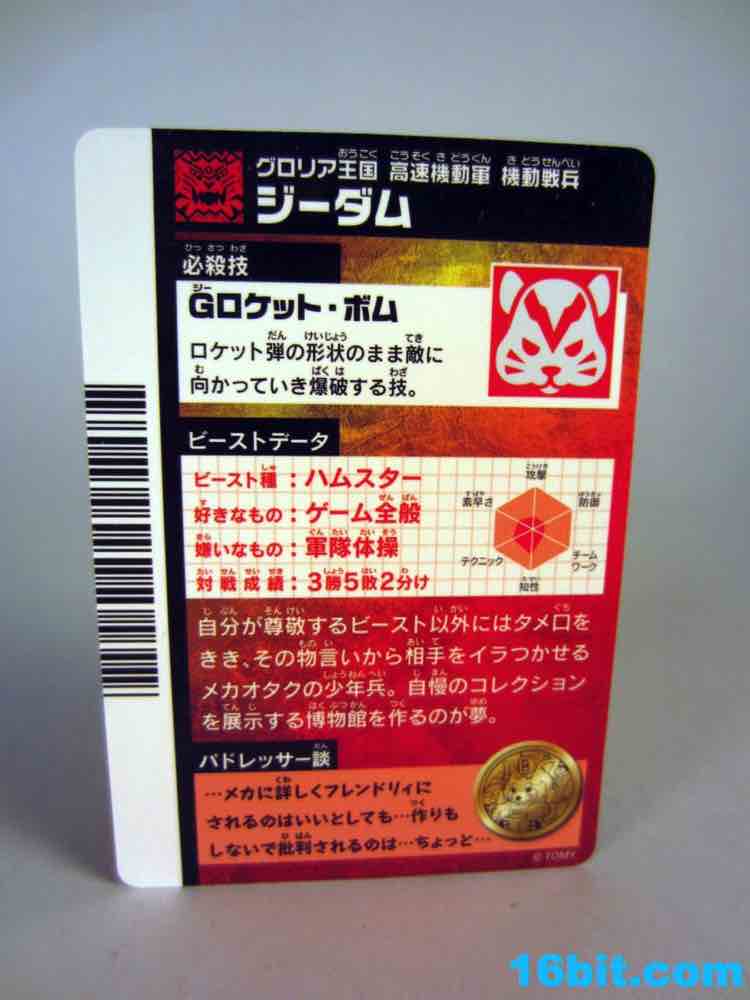 グロリア王国 高速機動軍 機動戦兵
ジーダム
必殺技
Gロケット・ボム
ロケット弾の形状のまま敵に
向かっていき爆破する技。
ビーストデータ
ビースト種：ハムスター
好きなもの：ゲーム全般
嫌いなもの：軍隊体操
対戦成績：3勝5敗2分け
攻撃
素早さ 防御
テクニック チームワーク
知性
自分が尊敬するビースト以外にはタメ口を
きき、その物言いから相手をイラつかせる
メカオタクの少年兵。自慢のコレクション
を展示する博物館を作るのが夢。
パドレッサー談
…メカに詳しくフレンドリィに
されるのはいいとしても…作りも
しないで批判されるのは…ちょっと…
© TOMY
16bit.com